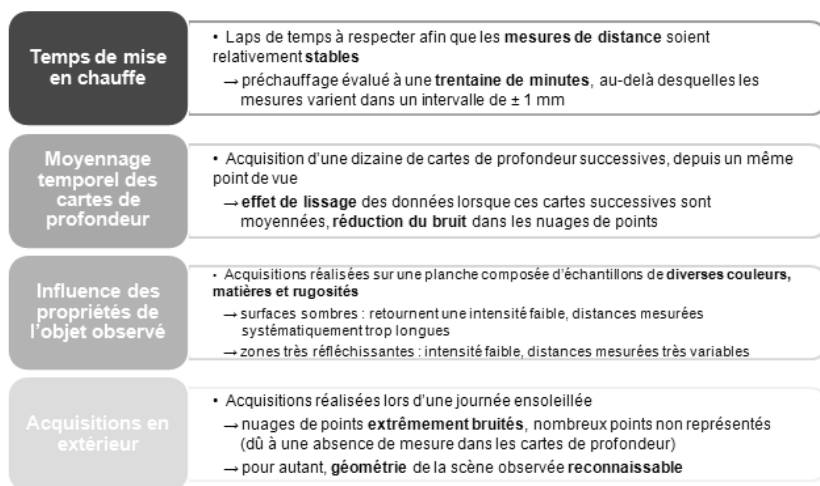 Temps de mise
en chauffe
• Laps de temps à respecter afin que les mesures de distance soient
relativement stables
→ préchauffage évalué à une trentaine de minutes, au-delà desquelles les
mesures varient dans un intervalle de ± 1 mm
Moyennage
temporel des
cartes de
profondeur
• Acquisition d’une dizaine de cartes de profondeur successives, depuis un même
point de vue
→ effet de lissage des données lorsque ces cartes successives sont
moyennées, réduction du bruit dans les nuages de points
Influence des
propriétés de
l’objet observé
• Acquisitions réalisées sur une planche composée d’échantillons de diverses couleurs,
matières et rugosités
→ surfaces sombres : retournent une intensité faible, distances mesurées
systématiquement trop longues
→ zones très réfléchissantes : intensité faible, distances mesurées très variables
Acquisitions en
extérieur
• Acquisitions réalisées lors d’une journée ensoleillée
→ nuages de points extrêmement bruités, nombreux points non représentés
(dû à une absence de mesure dans les cartes de profondeur)
→ pour autant, géométrie de la scène observée reconnaissable